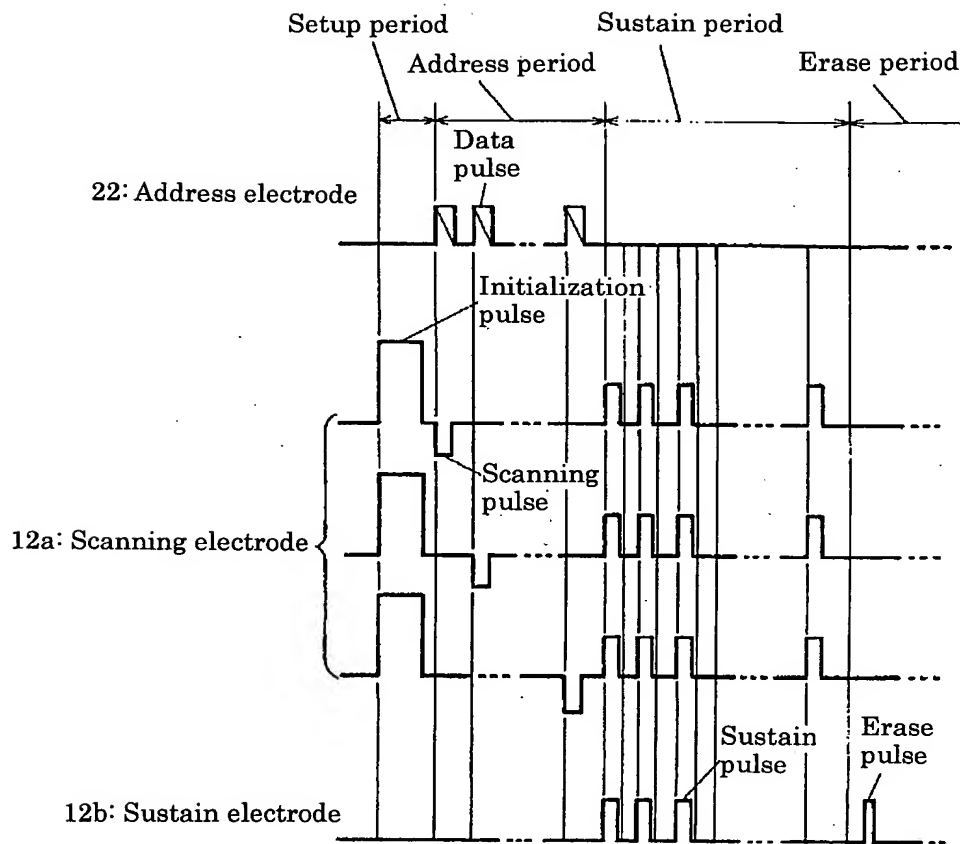 Setup period
Sustain period
Address period
Erase period
Data
pulse
22: Address electrode
Initialization
pulse
Scanning
pulse
12a: Scanning electrode
Sustain
pulse
Erase
pulse
12b: Sustain electrode